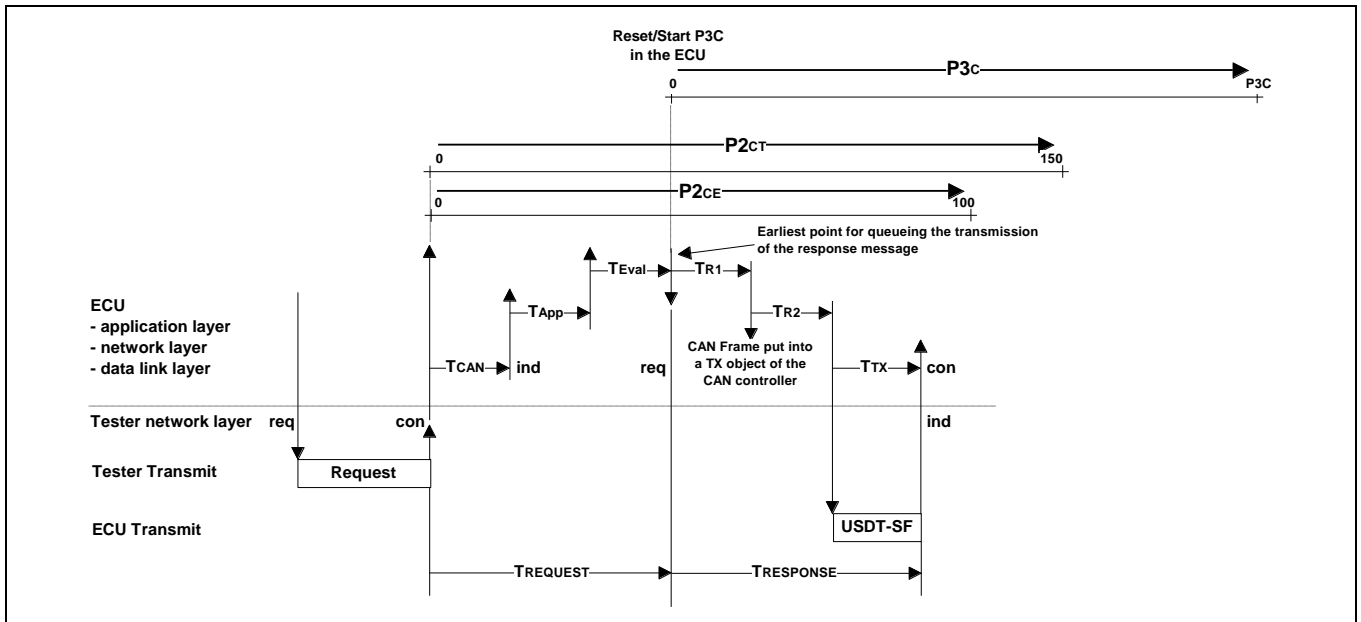 Reset/Start P3C
in the ECU
P3C
0
P3C
P2CT
0
150
P2CE
0
100
Earliest point for queueing the transmission
of the response message
TEval
TR1
ECU
- application layer
- network layer
- data link layer
TApp
TR2
CAN Frame put into
a TX object of the
CAN controller
TCAN
ind
req
TTX
con
Tester network layer
req
con
ind
Tester Transmit
Request
ECU Transmit
USDT-SF
TREQUEST
TRESPONSE